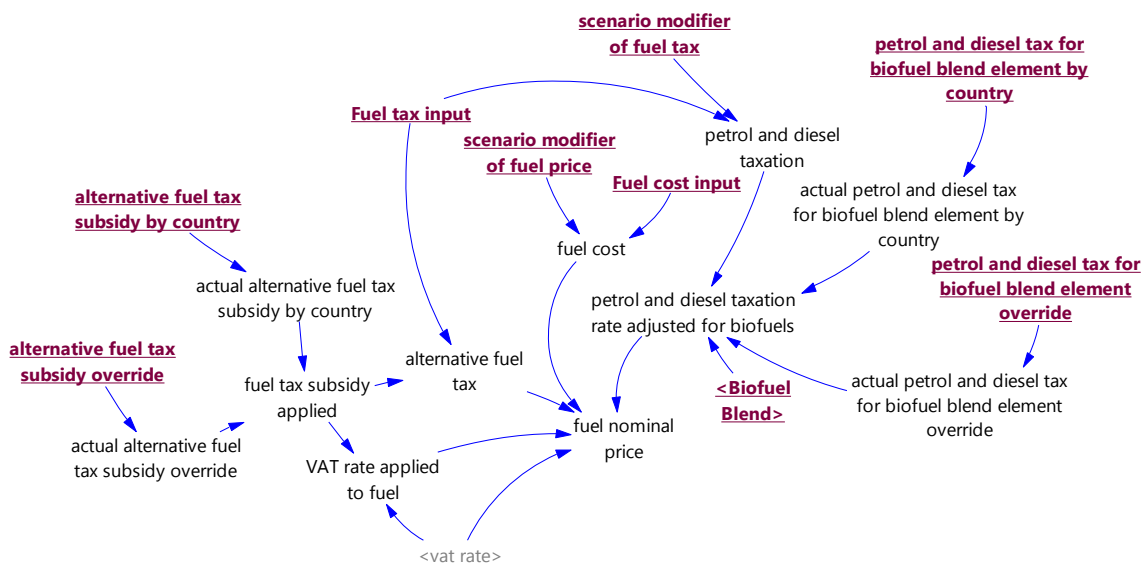 scenario modifier
of fuel tax
petrol and diesel tax for
biofuel blend element by
country
Fuel tax input
petrol and diesel
taxation
scenario modifier
of fuel price
Fuel cost input
alternative fuel tax
subsidy by country
actual petrol and diesel tax
for biofuel blend element by
country
fuel cost
petrol and diesel tax for
biofuel blend element
override
actual alternative fuel tax
subsidy by country
petrol and diesel taxation
rate adjusted for biofuels
alternative fuel tax
subsidy override
alternative fuel
tax
fuel tax subsidy
applied
<Biofuel
Blend>
actual petrol and diesel tax
for biofuel blend element
override
fuel nominal
price
actual alternative fuel
tax subsidy override
VAT rate applied
to fuel
<vat rate>